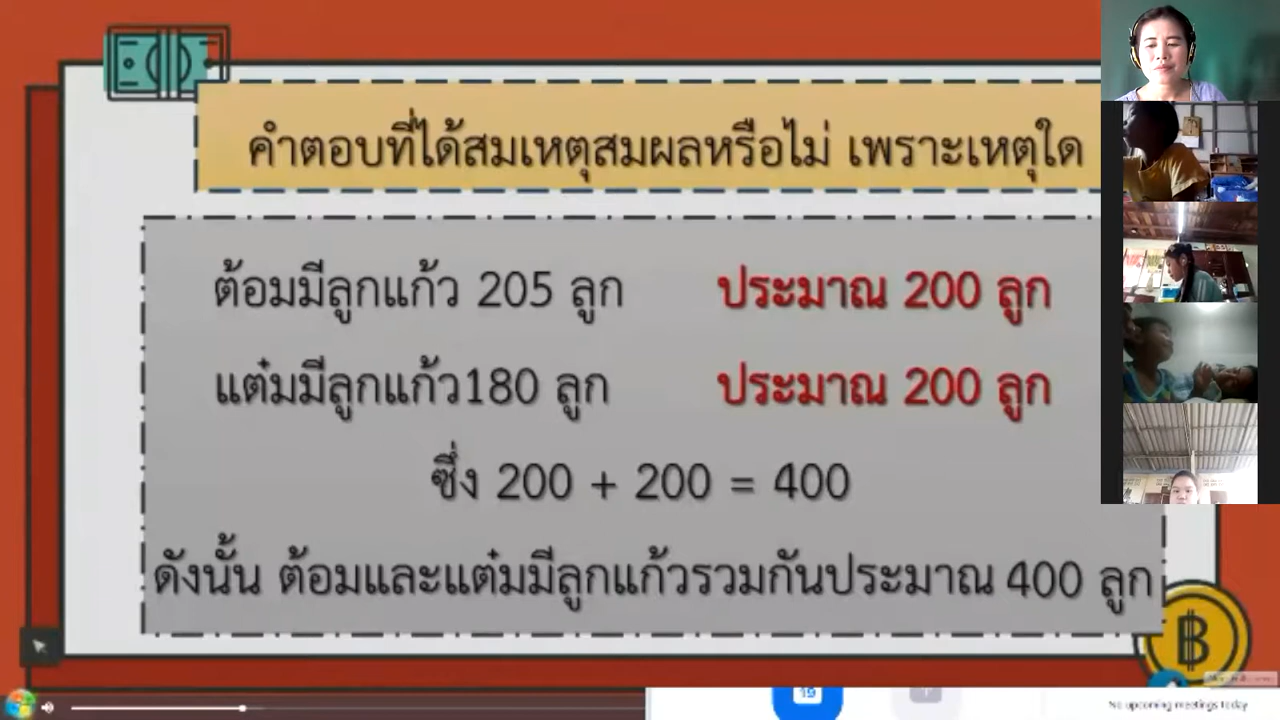 คำตอบที่ได้สมเหตุสมผลหรือไม่ เพราะเหตุใด
ต้อมมีลูกแก้ว 205 ลูก ประมาณ 200 ลูก
แต๋มมีลูกแก้ว180 ลูก ประมาณ 200 ลูก
ซึ่ง 200 + 200 = 400
ดังนั้น ต้อมและแต๋มมีลูกแก้วรวมกันประมาณ 400 ลูก
฿
19
No upcoming meetings today